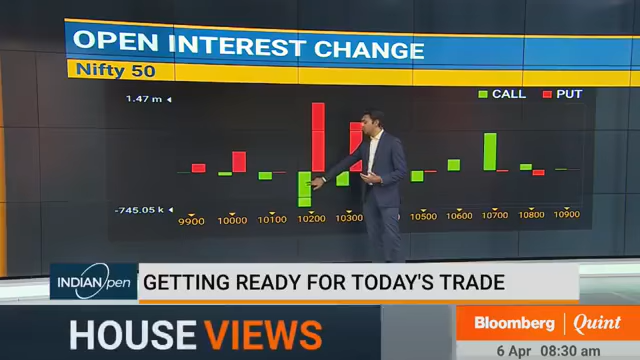 OPEN INTEREST CHANGE
Nifty 50
1.47 m
CALL PUT
-745.05 k
9900 10000 10100 10200 10300 10500 10600 10700 10800 10900
INDIAN open
GETTING READY FOR TODAY'S TRADE
HOUSE VIEWS
Bloomberg | Quint
6 Apr 08:30 am